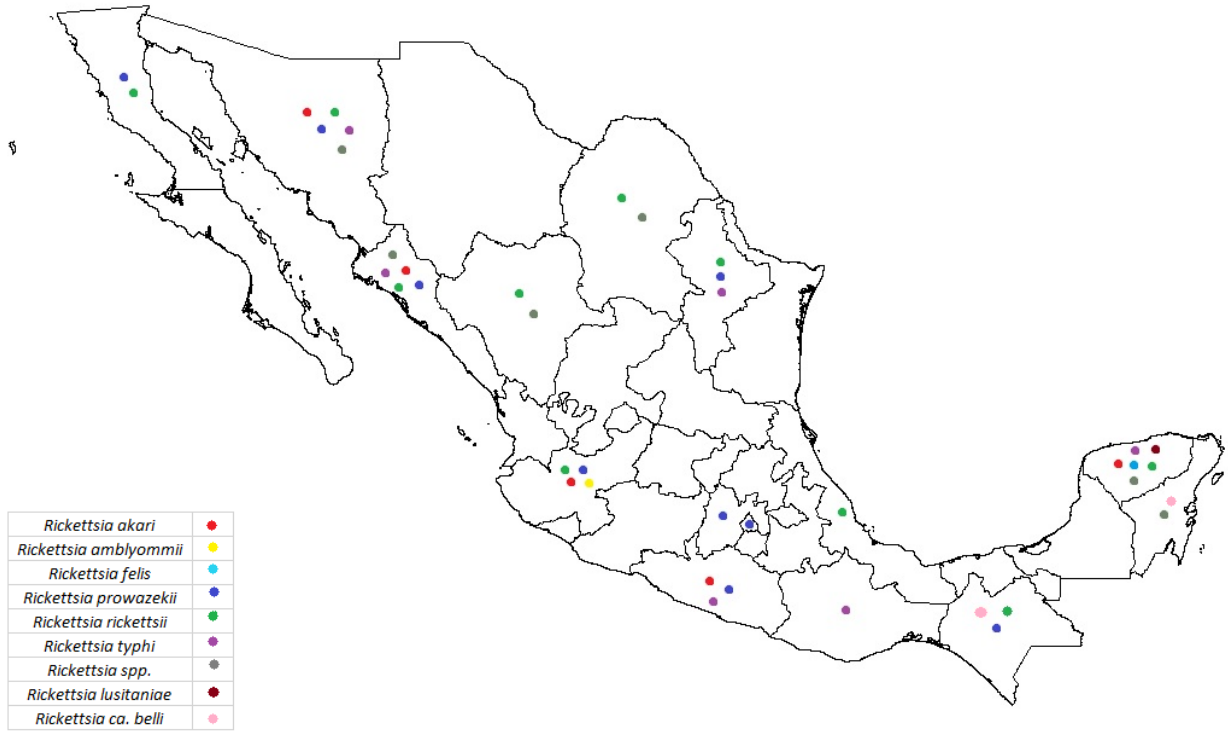 Rickettsia akari
Rickettsia amblyommii
Rickettsia felis
Rickettsia prowazekii
Rickettsia rickettsii
Rickettsia typhi
Rickettsia spp.
Rickettsia lusitaniae
Rickettsia ca. belli